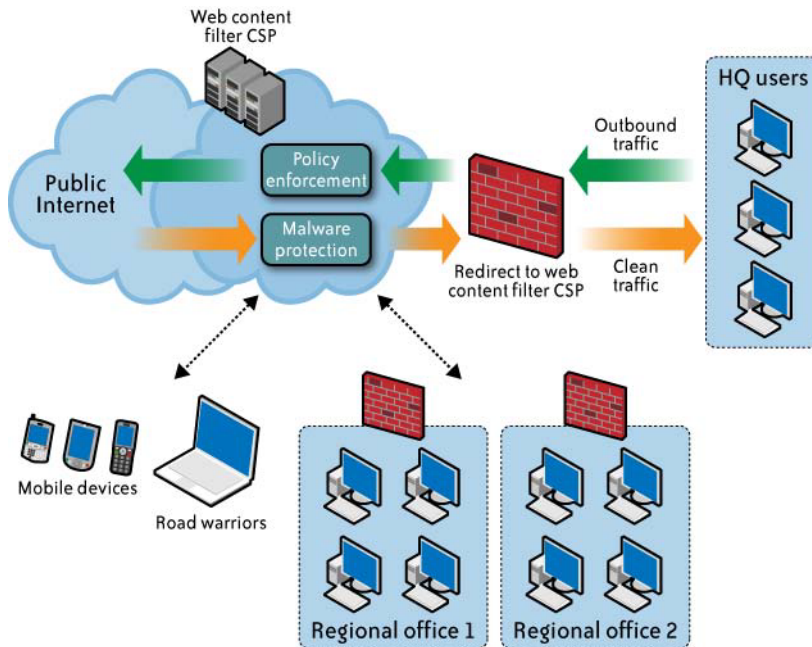 Web content
filter CSP
HQ users
Outbound
traffic
Policy
enforcement
Public
Internet
Malware
protection
Redirect to web
content filter CSP
Clean
traffic
Mobile devices
Road warriors
Regional office 1
Regional office 2